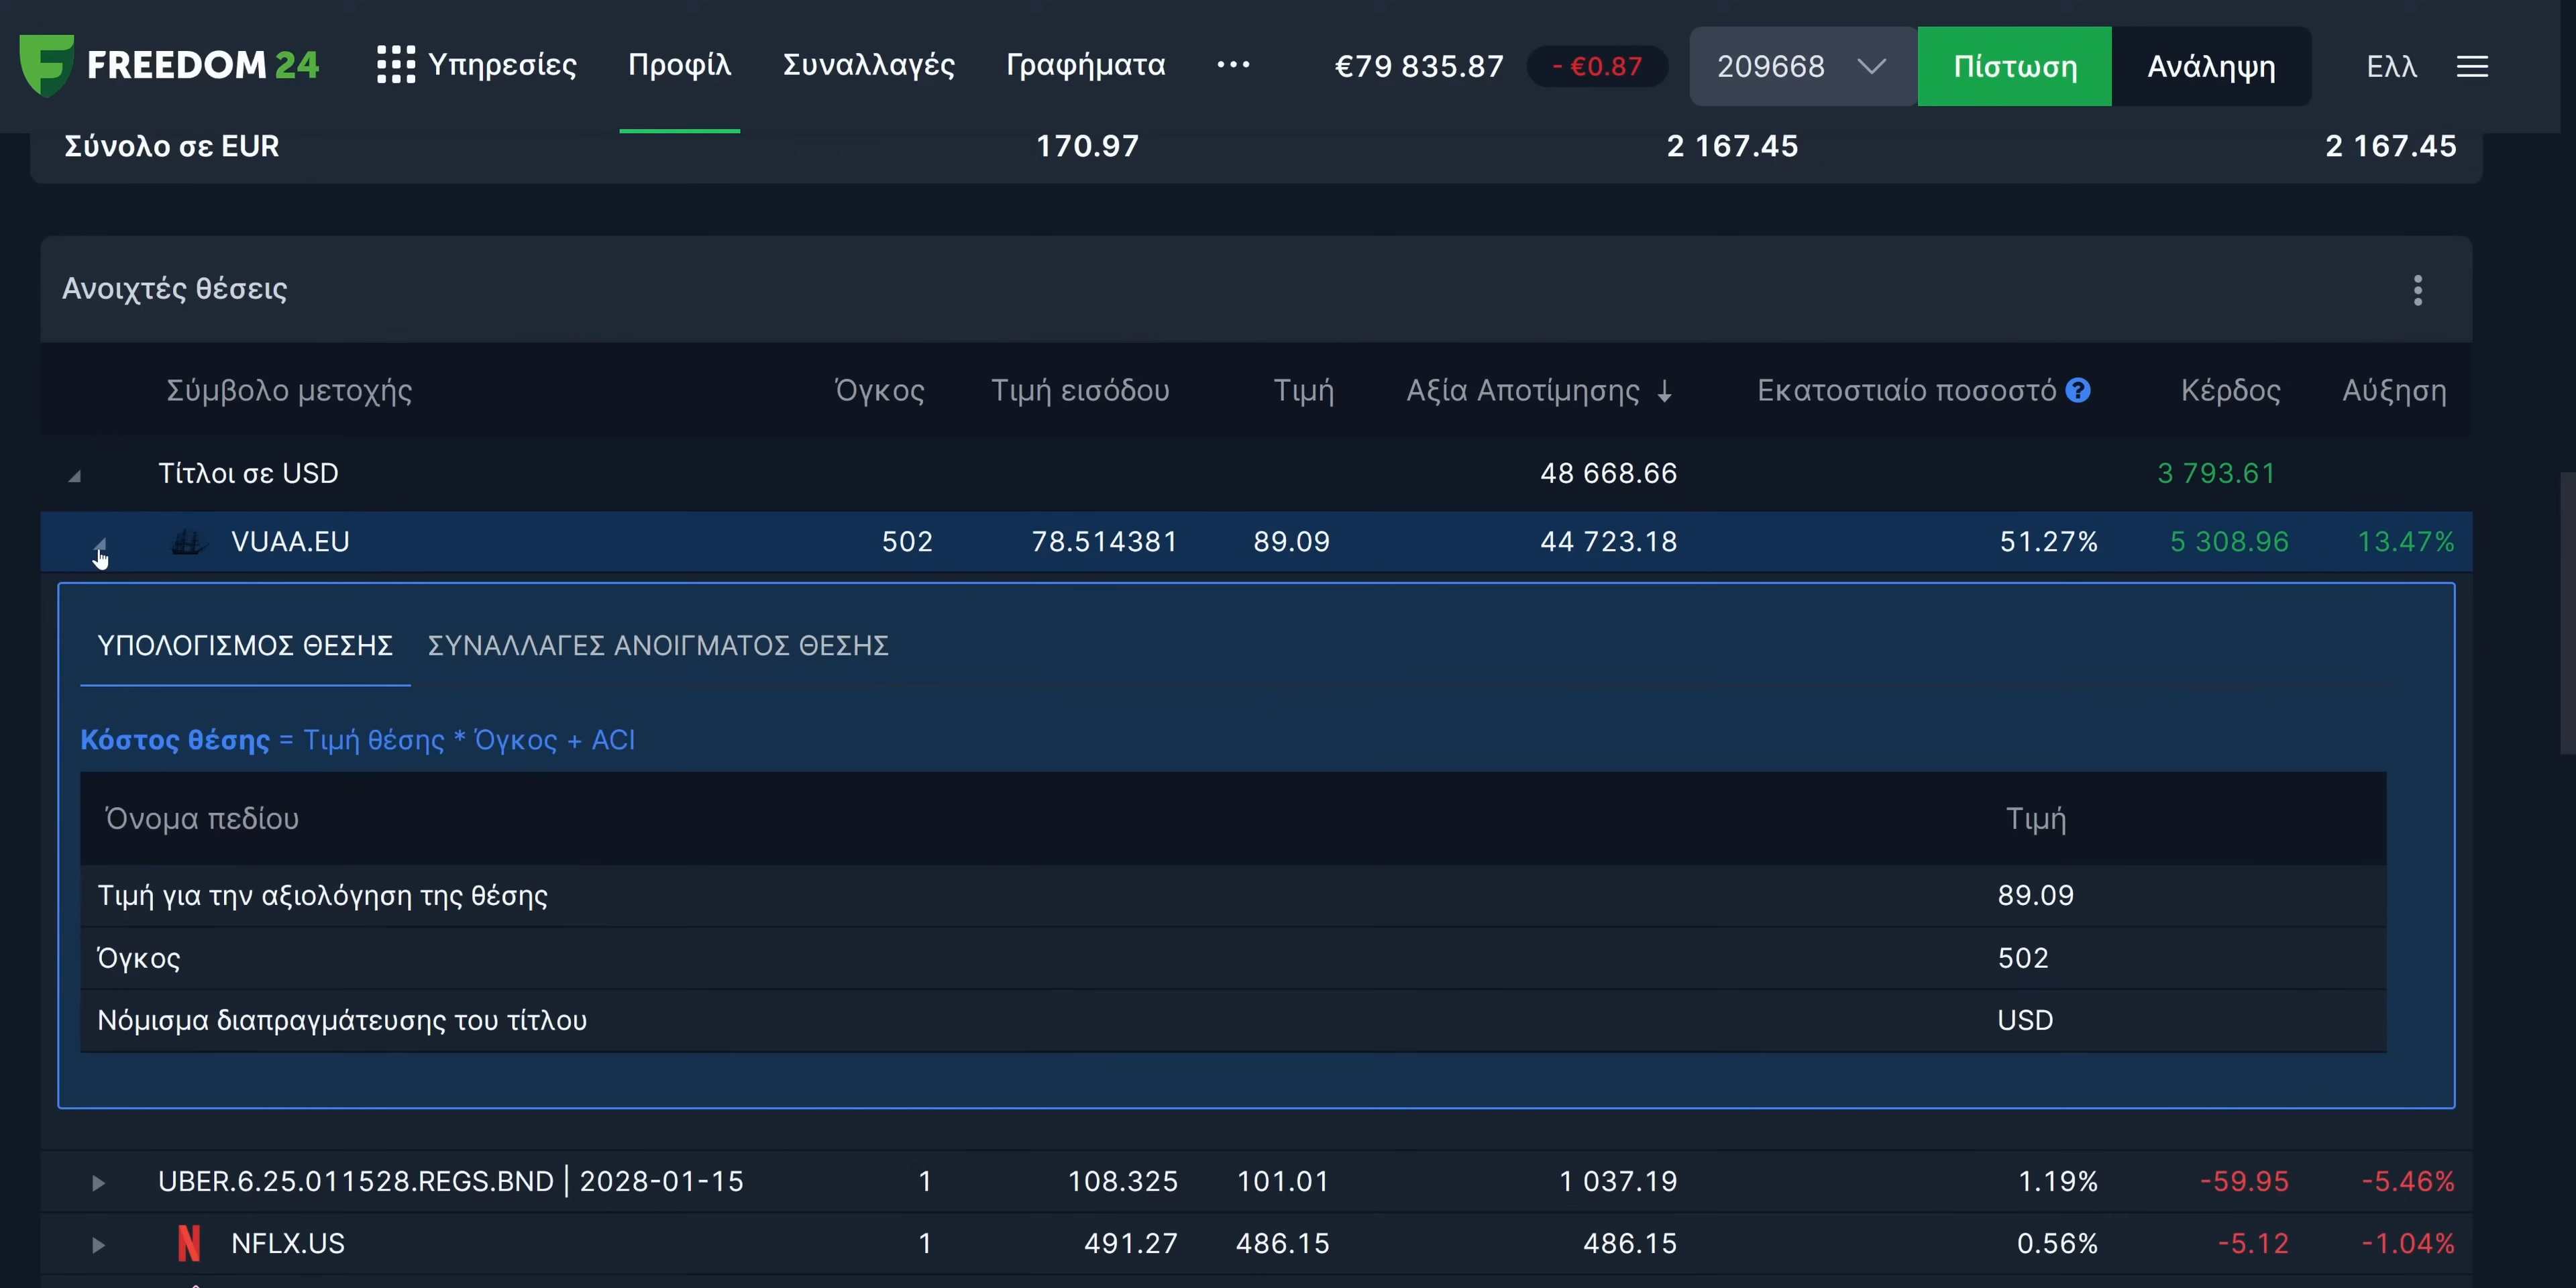 FREEDOM 24 Υπηρεσίες Προφίλ Συναλλαγές Γραφήματα ··· €79 835.87 - €0.87 209668 Πίστωση Ανάληψη Ελλ
Σύνολο σε EUR 170.97 2 167.45 2 167.45
Ανοιχτές θέσεις
Σύμβολο μετοχής Όγκος Τιμή εισόδου Τιμή Αξία Αποτίμησης ↓ Εκατοστιαίο ποσοστό ? Κέρδος Αύξηση
Τίτλοι σε USD 48 668.66 3 793.61
VUAA.EU 502 78.514381 89.09 44 723.18 51.27% 5 308.96 13.47%
ΥΠΟΛΟΓΙΣΜΟΣ ΘΕΣΗΣ ΣΥΝΑΛΛΑΓΕΣ ΑΝΟΙΓΜΑΤΟΣ ΘΕΣΗΣ
Κόστος θέσης = Τιμή θέσης * Όγκος + ACI
Όνομα πεδίου Τιμή
Τιμή για την αξιολόγηση της θέσης 89.09
Όγκος 502
Νόμισμα διαπραγμάτευσης του τίτλου USD
UBER.6.25.011528.REGS.BND | 2028-01-15 1 108.325 101.01 1 037.19 1.19% -59.95 -5.46%
N NFLX.US 1 491.27 486.15 486.15 0.56% -5.12 -1.04%